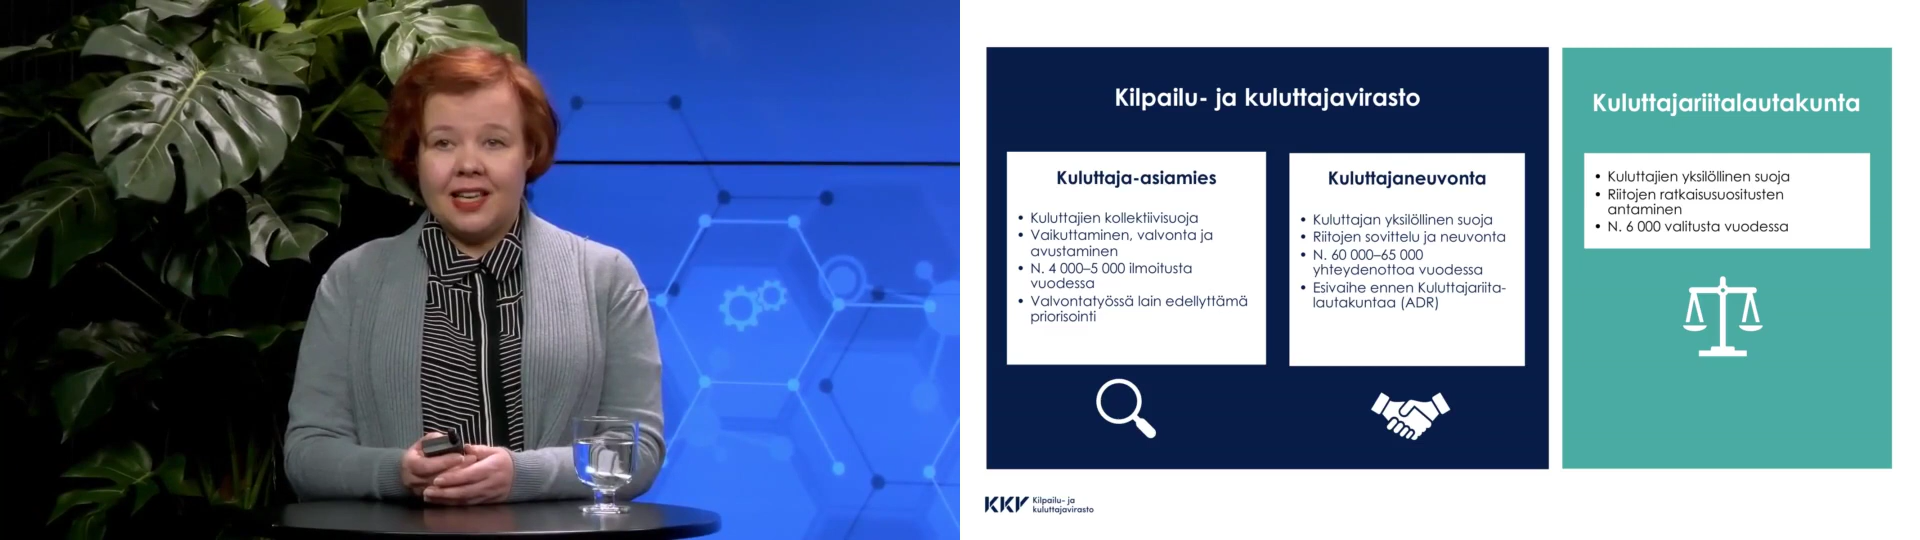 Kilpailu- ja kuluttajavirasto
Kuluttaja-asiamies
• Kuluttajien kollektiivisuoja
• Vaikuttaminen, valvonta ja
avustaminen
• N. 4 000–5 000 ilmoitusta
vuodessa
• Valvontatyössä lain edellyttämä
priorisointi
Kuluttajaneuvonta
• Kuluttajan yksilöllinen suoja
• Riitojen sovittelu ja neuvonta
• N. 60 000–65 000
yhteydenottoa vuodessa
• Esivaihe ennen Kuluttajariita-
lautakuntaa (ADR)
Kuluttajariitalautakunta
• Kuluttajien yksilöllinen suoja
• Riitojen ratkaisusuositusten
antaminen
• N. 6 000 valitusta vuodessa
KKV Kilpailu- ja
kuluttajavirasto